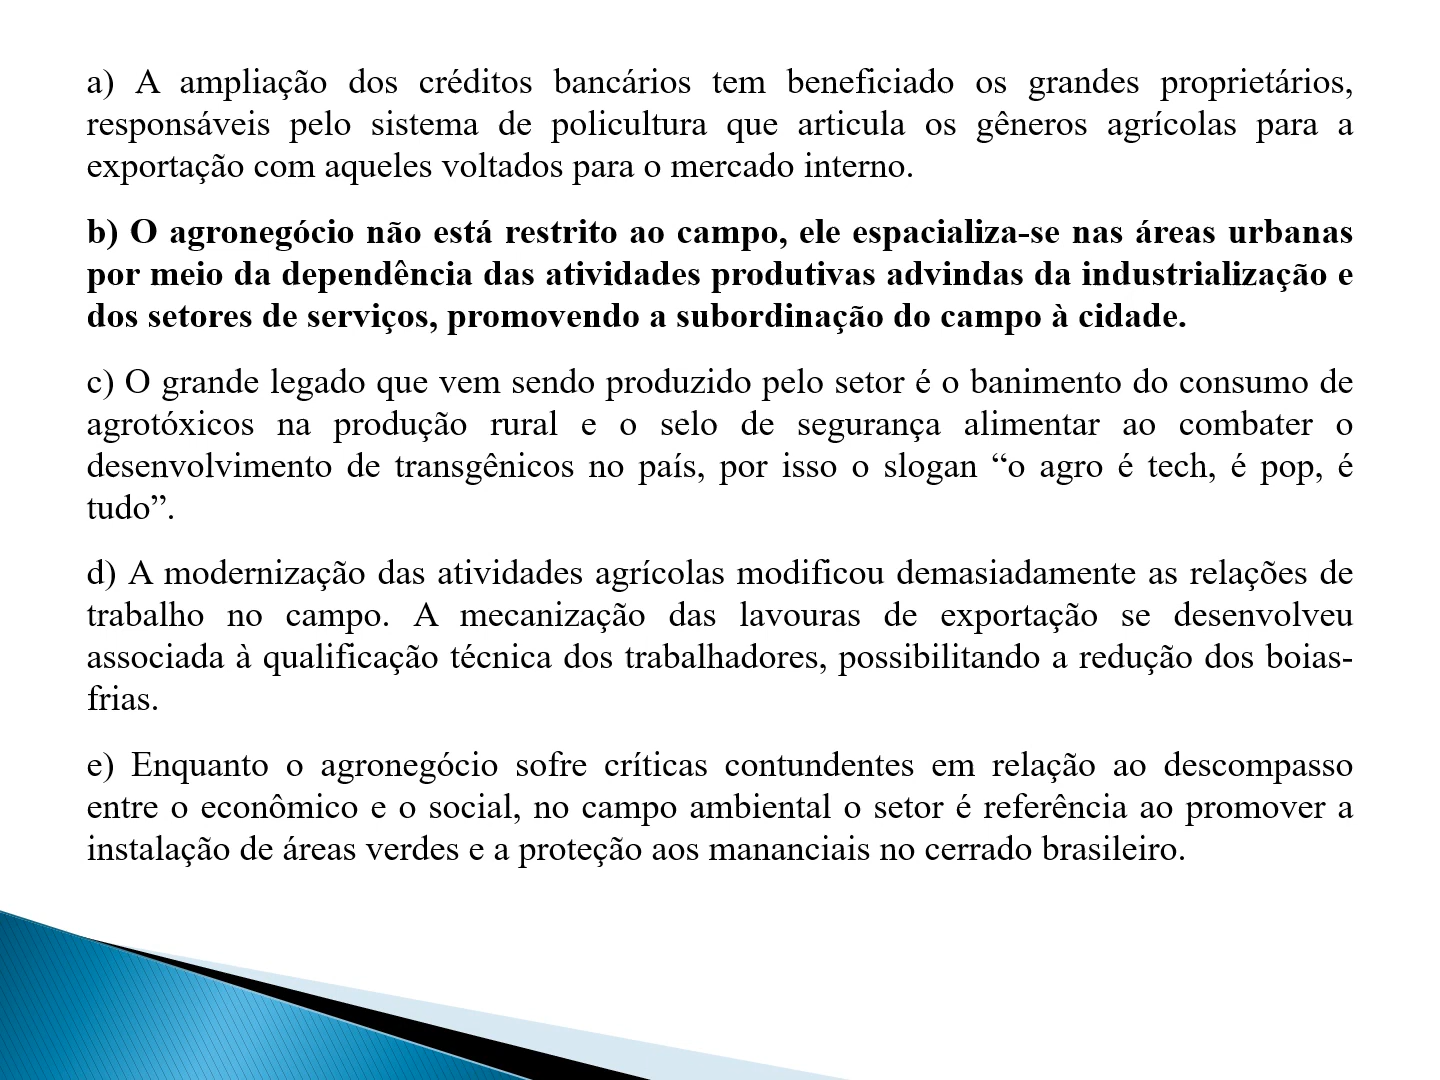 a) A ampliação dos créditos bancários tem beneficiado os grandes proprietários,
responsáveis pelo sistema de policultura que articula os gêneros agrícolas para a
exportação com aqueles voltados para o mercado interno.
b) O agronegócio não está restrito ao campo, ele espacializa-se nas áreas urbanas
por meio da dependência das atividades produtivas advindas da industrialização e
dos setores de serviços, promovendo a subordinação do campo à cidade.
c) O grande legado que vem sendo produzido pelo setor é o banimento do consumo de
agrotóxicos na produção rural e o selo de segurança alimentar ao combater o
desenvolvimento de transgênicos no país, por isso o slogan “o agro é tech, é pop, é
tudo”.
d) A modernização das atividades agrícolas modificou demasiadamente as relações de
trabalho no campo. A mecanização das lavouras de exportação se desenvolveu
associada à qualificação técnica dos trabalhadores, possibilitando a redução dos boias-
frias.
e) Enquanto o agronegócio sofre críticas contundentes em relação ao descompasso
entre o econômico e o social, no campo ambiental o setor é referência ao promover a
instalação de áreas verdes e a proteção aos mananciais no cerrado brasileiro.